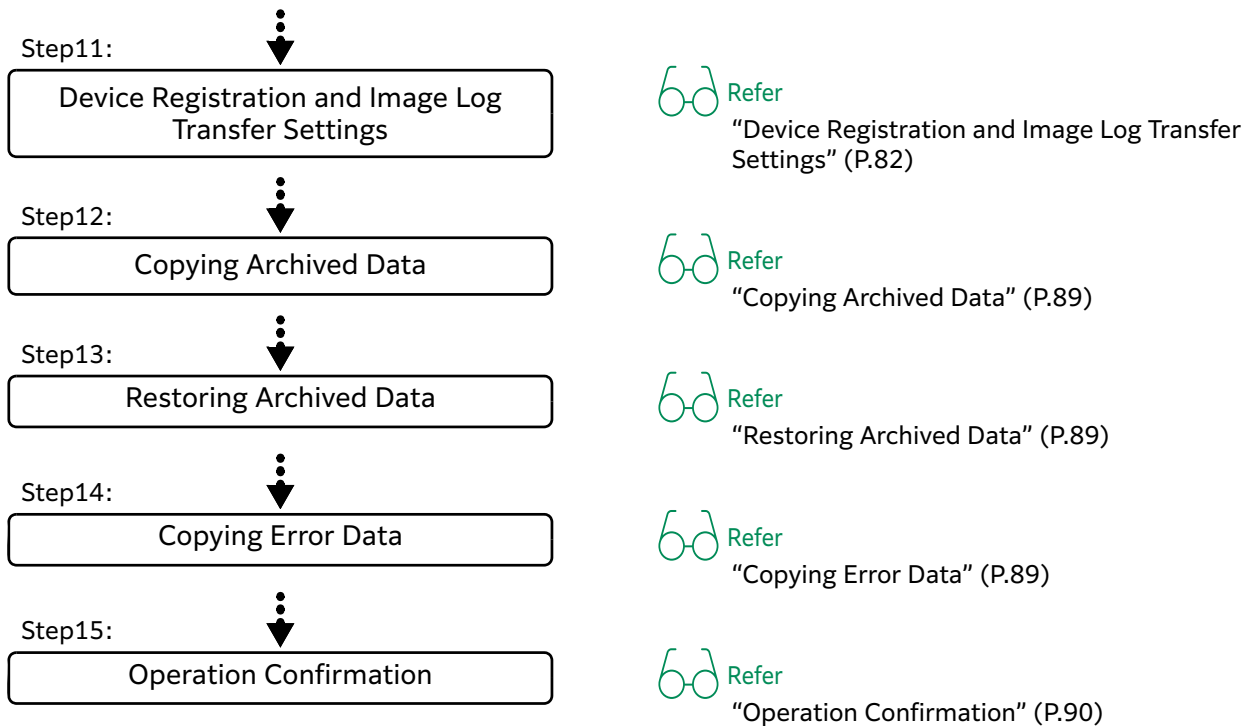 Step11:
Device Registration and Image Log
Transfer Settings
Refer
“Device Registration and Image Log Transfer
Settings” (P.82)
Step12:
Copying Archived Data
Refer
“Copying Archived Data” (P.89)
Step13:
Restoring Archived Data
Refer
“Restoring Archived Data” (P.89)
Step14:
Copying Error Data
Refer
“Copying Error Data” (P.89)
Step15:
Operation Confirmation
Refer
“Operation Confirmation” (P.90)